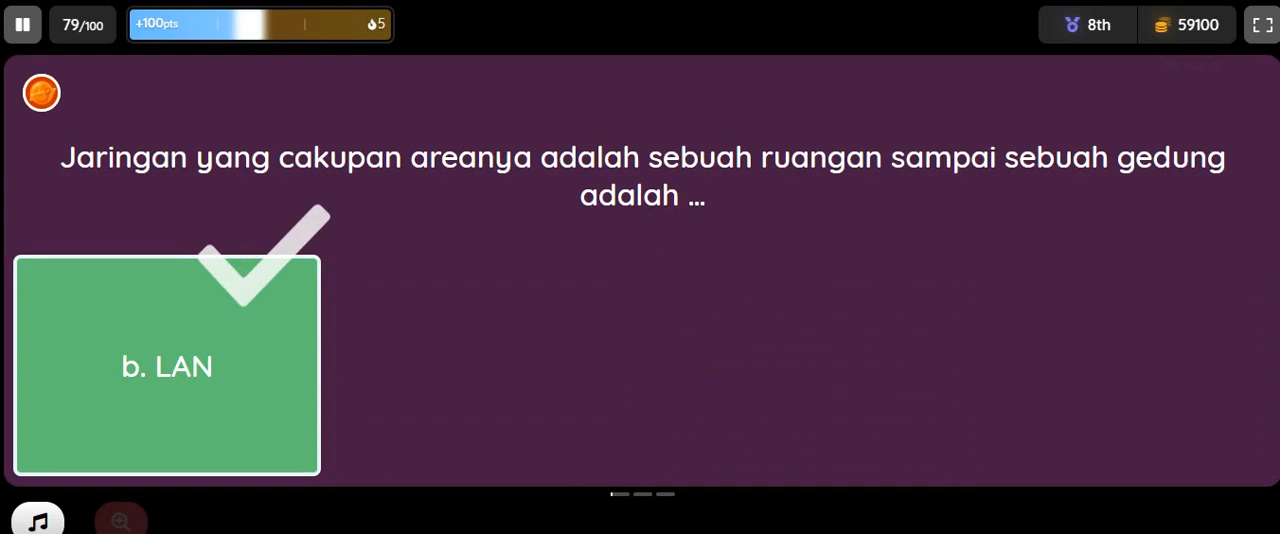 79/100
+100pts
5
8th
59100
Jaringan yang cakupan areanya adalah sebuah ruangan sampai sebuah gedung
adalah ...
b. LAN